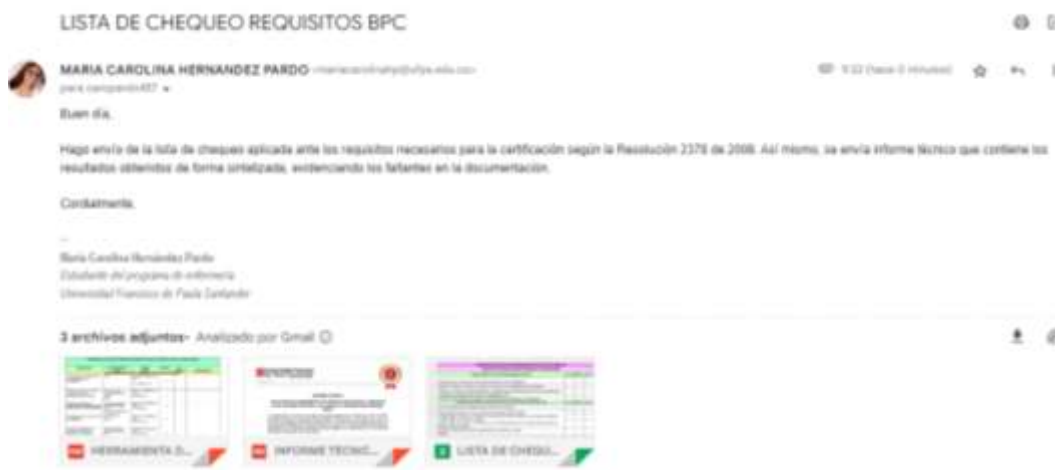 LISTA DE CHEQUEO REQUISITOS BPC
MARIA CAROLINA HERNANDEZ PARDO
para
Buen día,
Hago envío de la lista de chequeo aplicada ante los requisitos necesarios para la certificación según la Resolución 2378 de 2008. Así mismo, se envía informe técnico que contiene los
resultados obtenidos de forma sintetizada, evidenciando los faltantes en la documentación.
Cordialmente,
--
María Carolina Hernández Pardo
Estudiante del programa de enfermería
Universidad Francisco de Paula Santander
3 archivos adjuntos• Analizado por Gmail
HERRAMIENTA D...
INFORME TECNIC...
LISTA DE CHEQU...